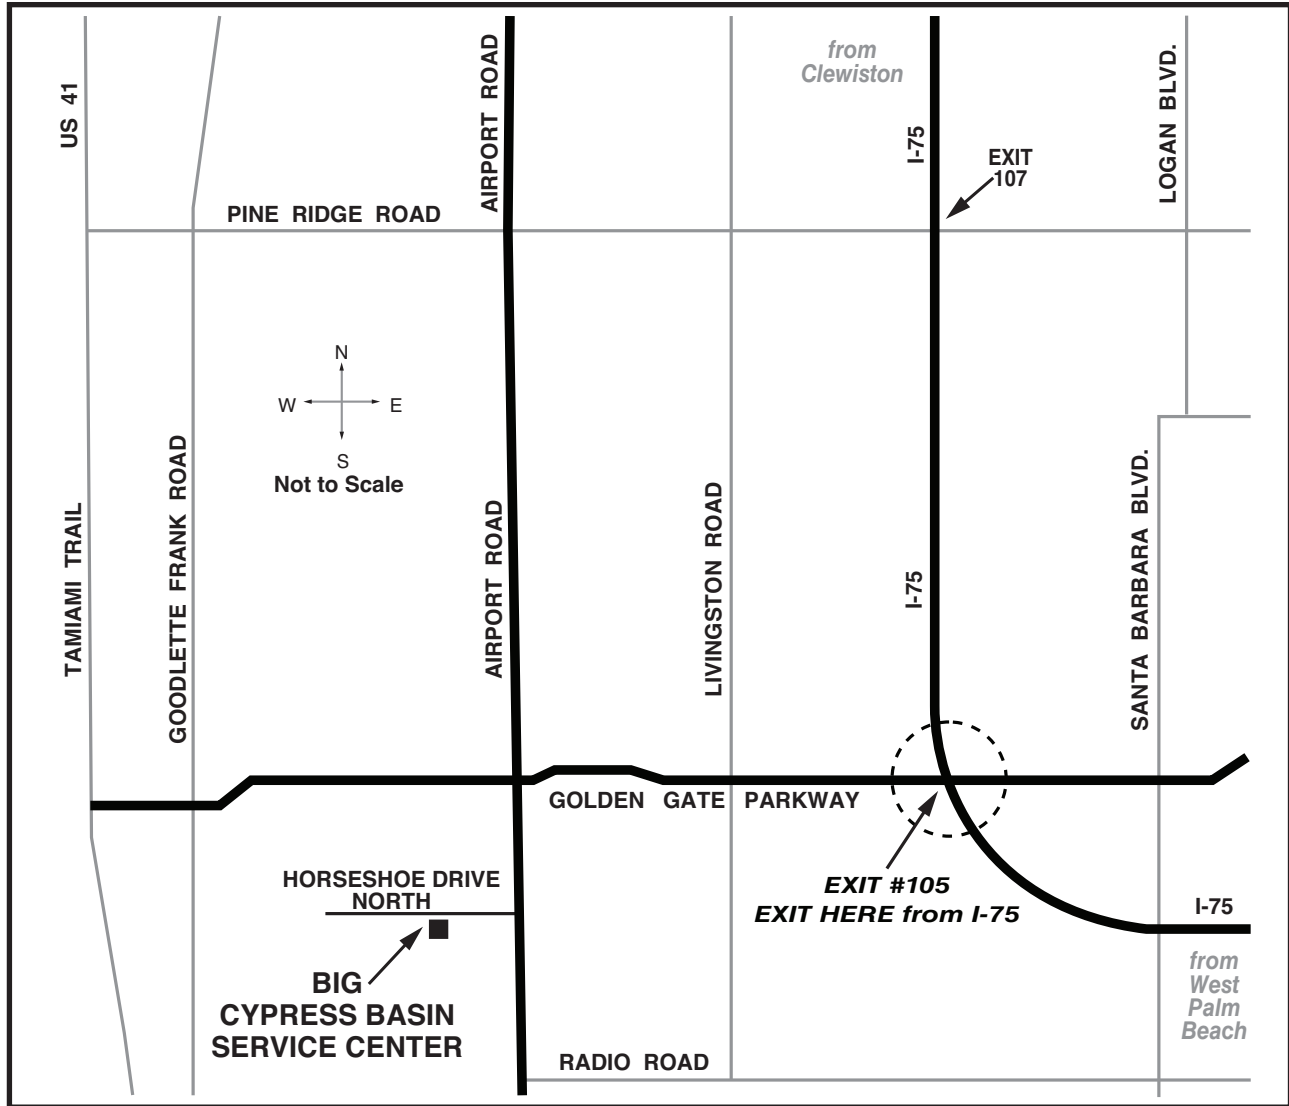 from
Clewiston
US 41
AIRPORT ROAD
I-75
EXIT
107
LOGAN BLVD.
PINE RIDGE ROAD
N
W E
S
Not to Scale
TAMIAMI TRAIL
GOODLETTE FRANK ROAD
AIRPORT ROAD
LIVINGSTON ROAD
I-75
SANTA BARBARA BLVD.
GOLDEN GATE PARKWAY
HORSESHOE DRIVE
NORTH
EXIT #105
EXIT HERE from I-75
I-75
BIG
CYPRESS BASIN
SERVICE CENTER
from
West
Palm
Beach
RADIO ROAD